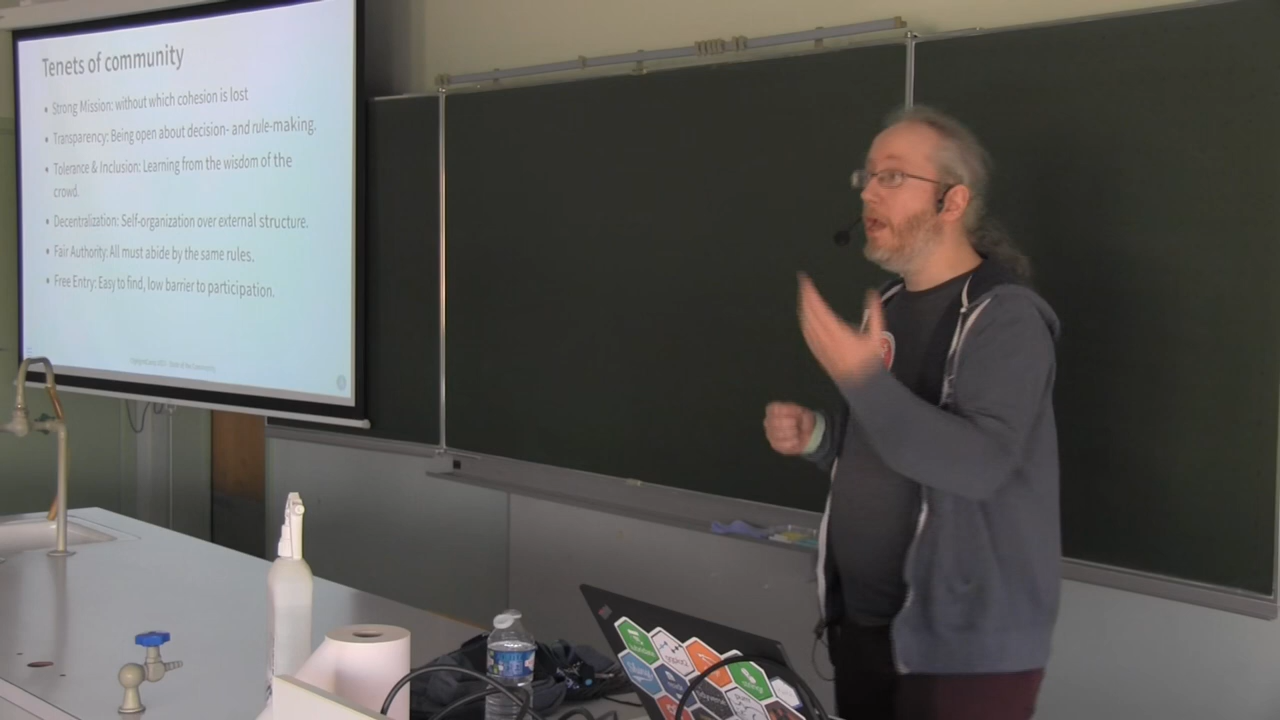 Tenets of community
• Strong Mission: without which cohesion is lost
• Transparency: Being open about decision- and rule-making.
• Tolerance & Inclusion: Learning from the wisdom of the
crowd.
• Decentralization: Self-organization over external structure.
• Fair Authority: All must abide by the same rules.
• Free Entry: Easy to find, low barrier to participation.